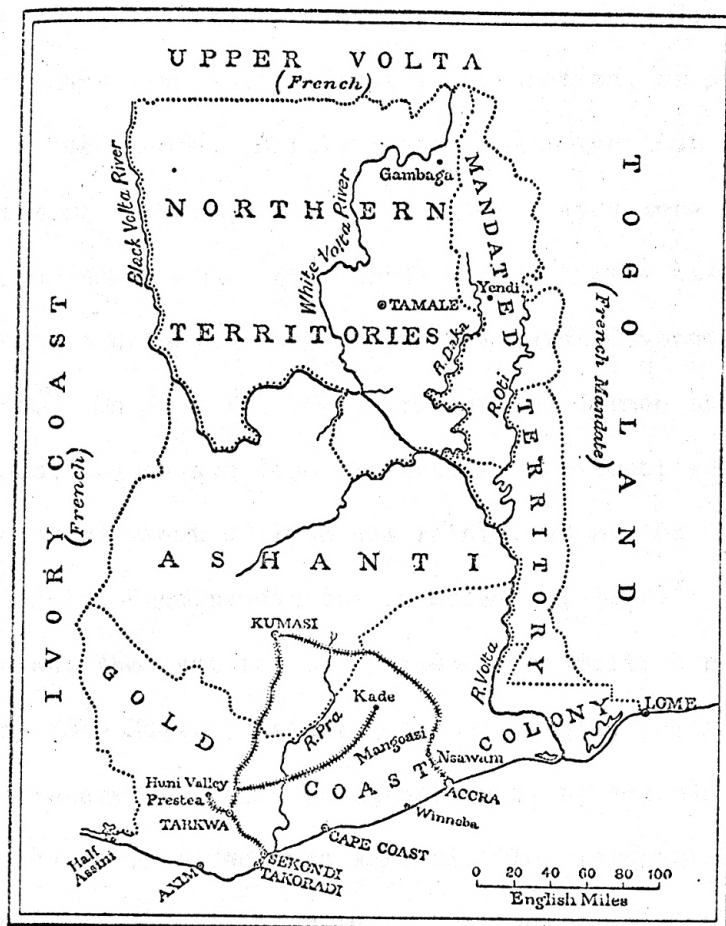 UPPER VOLTA
(French)
Black Volta River
White Volta River
Gambaga
NORTHERN
TERRITORIES
TAMALE
Yendi
R. Daka
R. Oti
MANDATED
TERRITORY
TOGOLAND
(French Mandate)
IVORY COAST
(French)
ASHANTI
KUMASI
Kade
R. Pra
R. Volta
Mangoasi
Nsawam
GOLD
COAST
COLONY
LOME
Huni Valley
Prestea
TARKWA
ACCRA
Winneba
CAPE COAST
SEKONDI
TAKORADI
AXIM
Half
Assini
0 20 40 60 80 100
English Miles